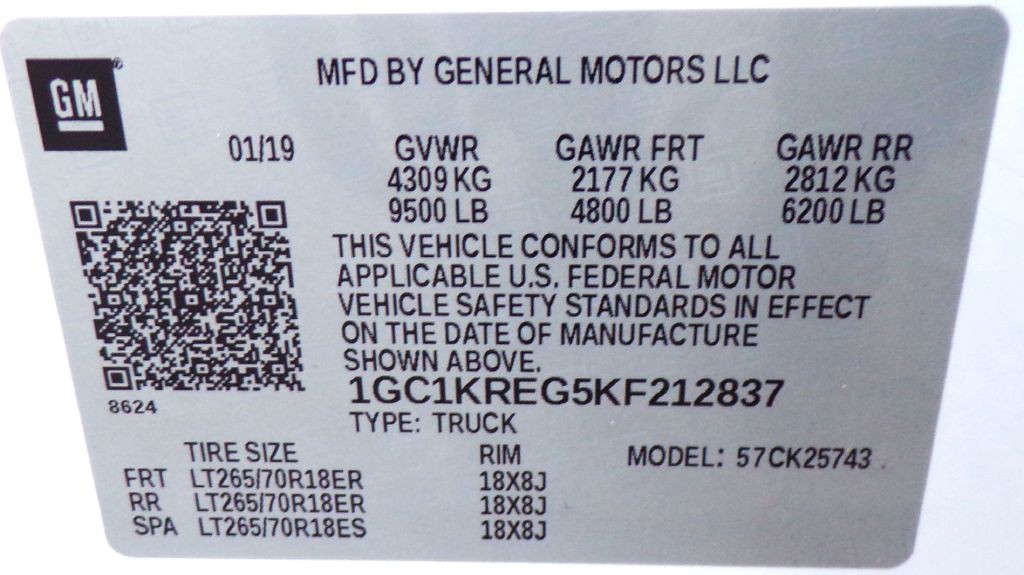 GM®
MFD BY GENERAL MOTORS LLC
01/19 GVWR GAWR FRT GAWR RR
4309 KG 2177 KG 2812 KG
9500 LB 4800 LB 6200 LB
THIS VEHICLE CONFORMS TO ALL
APPLICABLE U.S. FEDERAL MOTOR
VEHICLE SAFETY STANDARDS IN EFFECT
ON THE DATE OF MANUFACTURE
SHOWN ABOVE.
1GC1KREG5KF212837
8624
TYPE: TRUCK
TIRE SIZE RIM MODEL: 57CK25743
FRT LT265/70R18ER 18X8J
RR LT265/70R18ER 18X8J
SPA LT265/70R18ES 18X8J